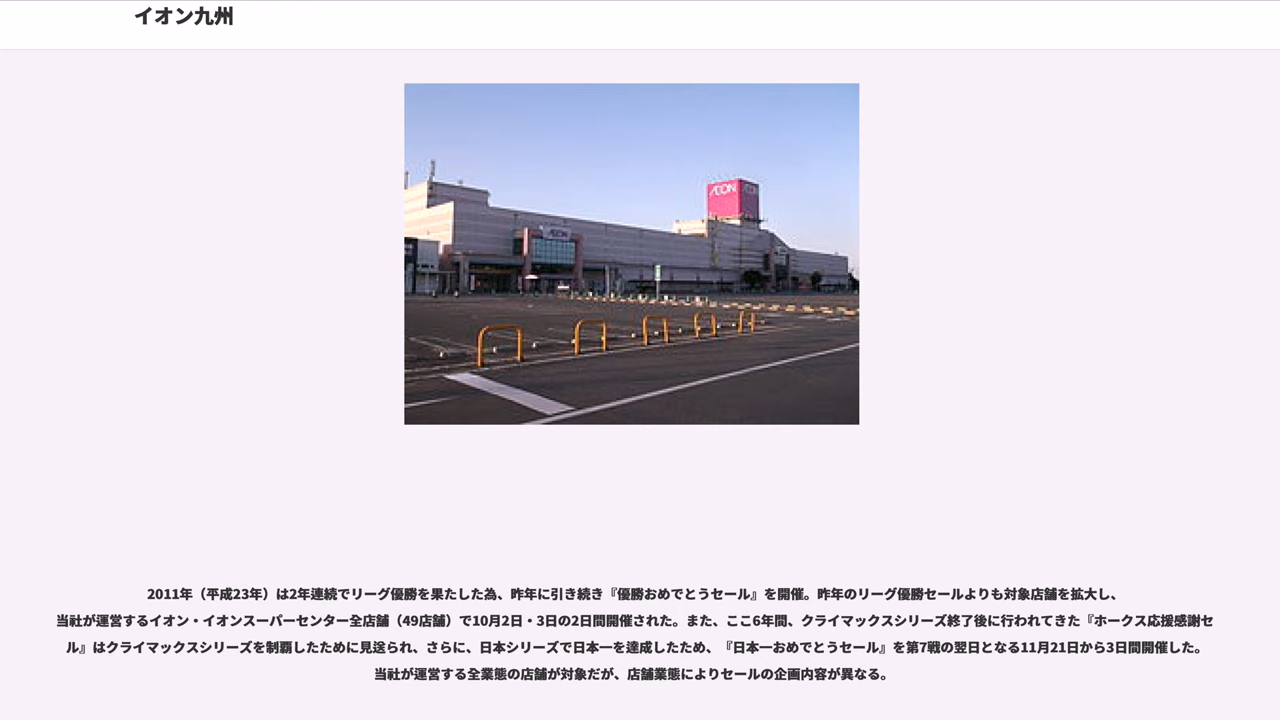 イオン九州
ÆON
ÆON
2011年（平成23年）は2年連続でリーグ優勝を果たした為、昨年に引き続き『優勝おめでとうセール』を開催。昨年のリーグ優勝セールよりも対象店舗を拡大し、
当社が運営するイオン・イオンスーパーセンター全店舗（49店舗）で10月2日・3日の2日間開催された。また、ここ6年間、クライマックスシリーズ終了後に行われてきた『ホークス応援感謝セ
ル』はクライマックスシリーズを制覇したために見送られ、さらに、日本シリーズで日本一を達成したため、『日本一おめでとうセール』を第7戦の翌日となる11月21日から3日間開催した。
当社が運営する全業態の店舗が対象だが、店舗業態によりセールの企画内容が異なる。